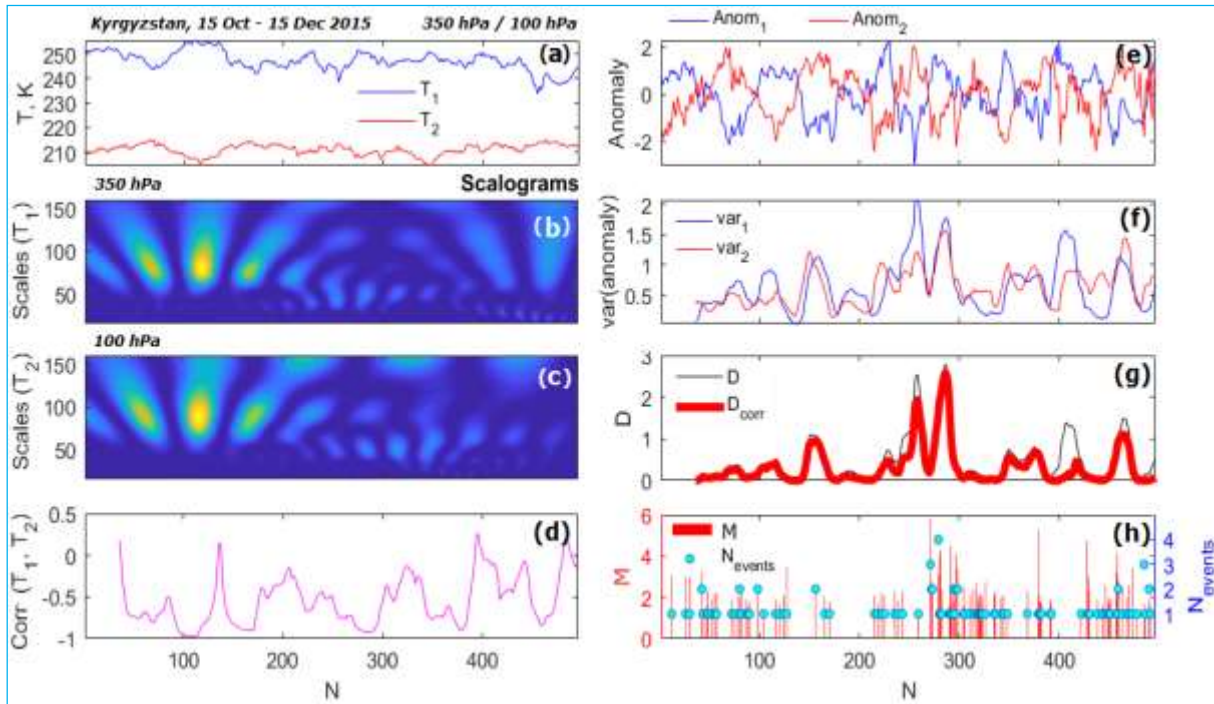 Kyrgyzstan, 15 Oct - 15 Dec 2015 350 hPa / 100 hPa
(a)
T, K
250
240
230
220
210
T1
T2
350 hPa
Scalograms
(b)
Scales (T1)
150
100
50
100 hPa
(c)
Scales (T2)
150
100
50
(d)
Corr (T1, T2)
0.5
0
-0.5
-1
100 200 300 400
N
Anom1 Anom2
(e)
Anomaly
2
0
-2
(f)
var(anomaly)
2
1.5
1
0.5
var1
var2
(g)
D
3
2
1
0
D
Dcorr
(h)
M
6
4
2
0
M
Nevents
4
3
2
1
Nevents
100 200 300 400
N